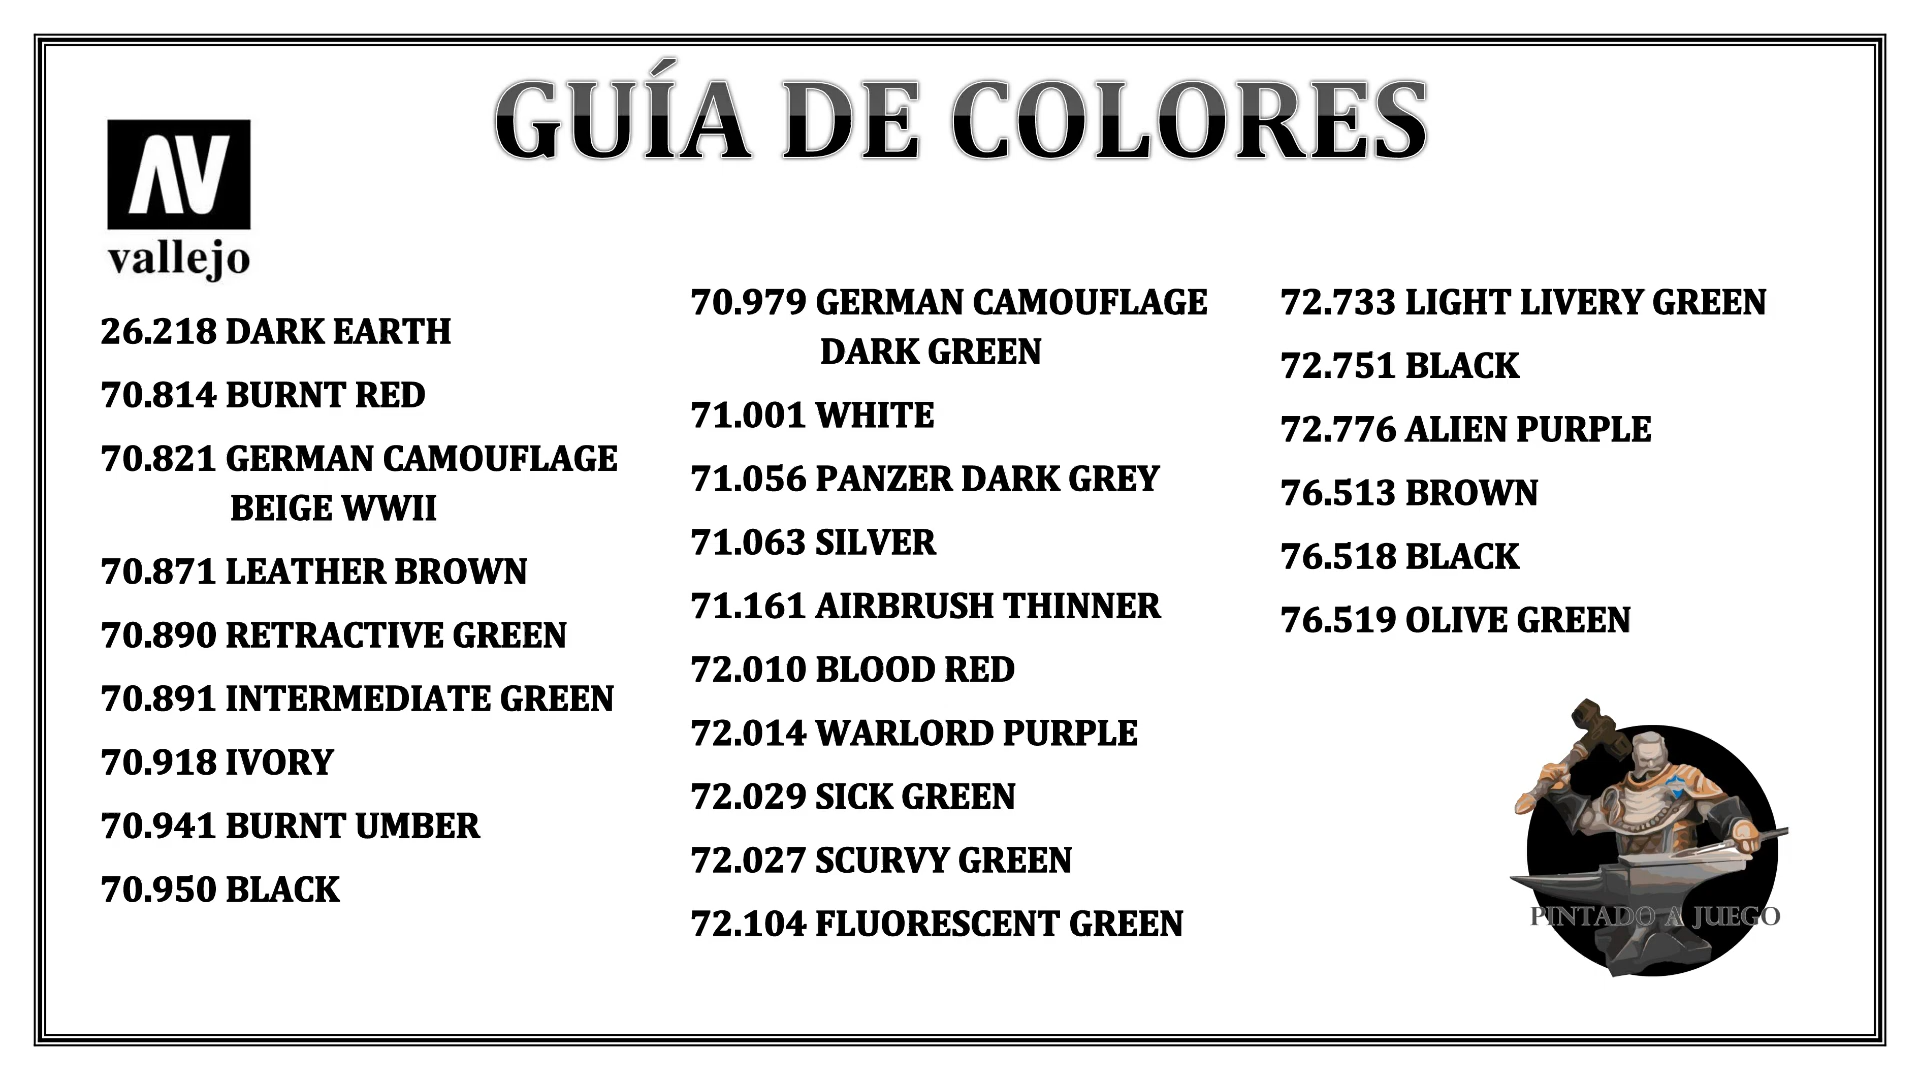 GUÍA DE COLORES
AV
vallejo
26.218 DARK EARTH
70.814 BURNT RED
70.821 GERMAN CAMOUFLAGE
BEIGE WWII
70.871 LEATHER BROWN
70.890 RETRACTIVE GREEN
70.891 INTERMEDIATE GREEN
70.918 IVORY
70.941 BURNT UMBER
70.950 BLACK
70.979 GERMAN CAMOUFLAGE
DARK GREEN
71.001 WHITE
71.056 PANZER DARK GREY
71.063 SILVER
71.161 AIRBRUSH THINNER
72.010 BLOOD RED
72.014 WARLORD PURPLE
72.029 SICK GREEN
72.027 SCURVY GREEN
72.104 FLUORESCENT GREEN
72.733 LIGHT LIVERY GREEN
72.751 BLACK
72.776 ALIEN PURPLE
76.513 BROWN
76.518 BLACK
76.519 OLIVE GREEN
PINTADO A JUEGO